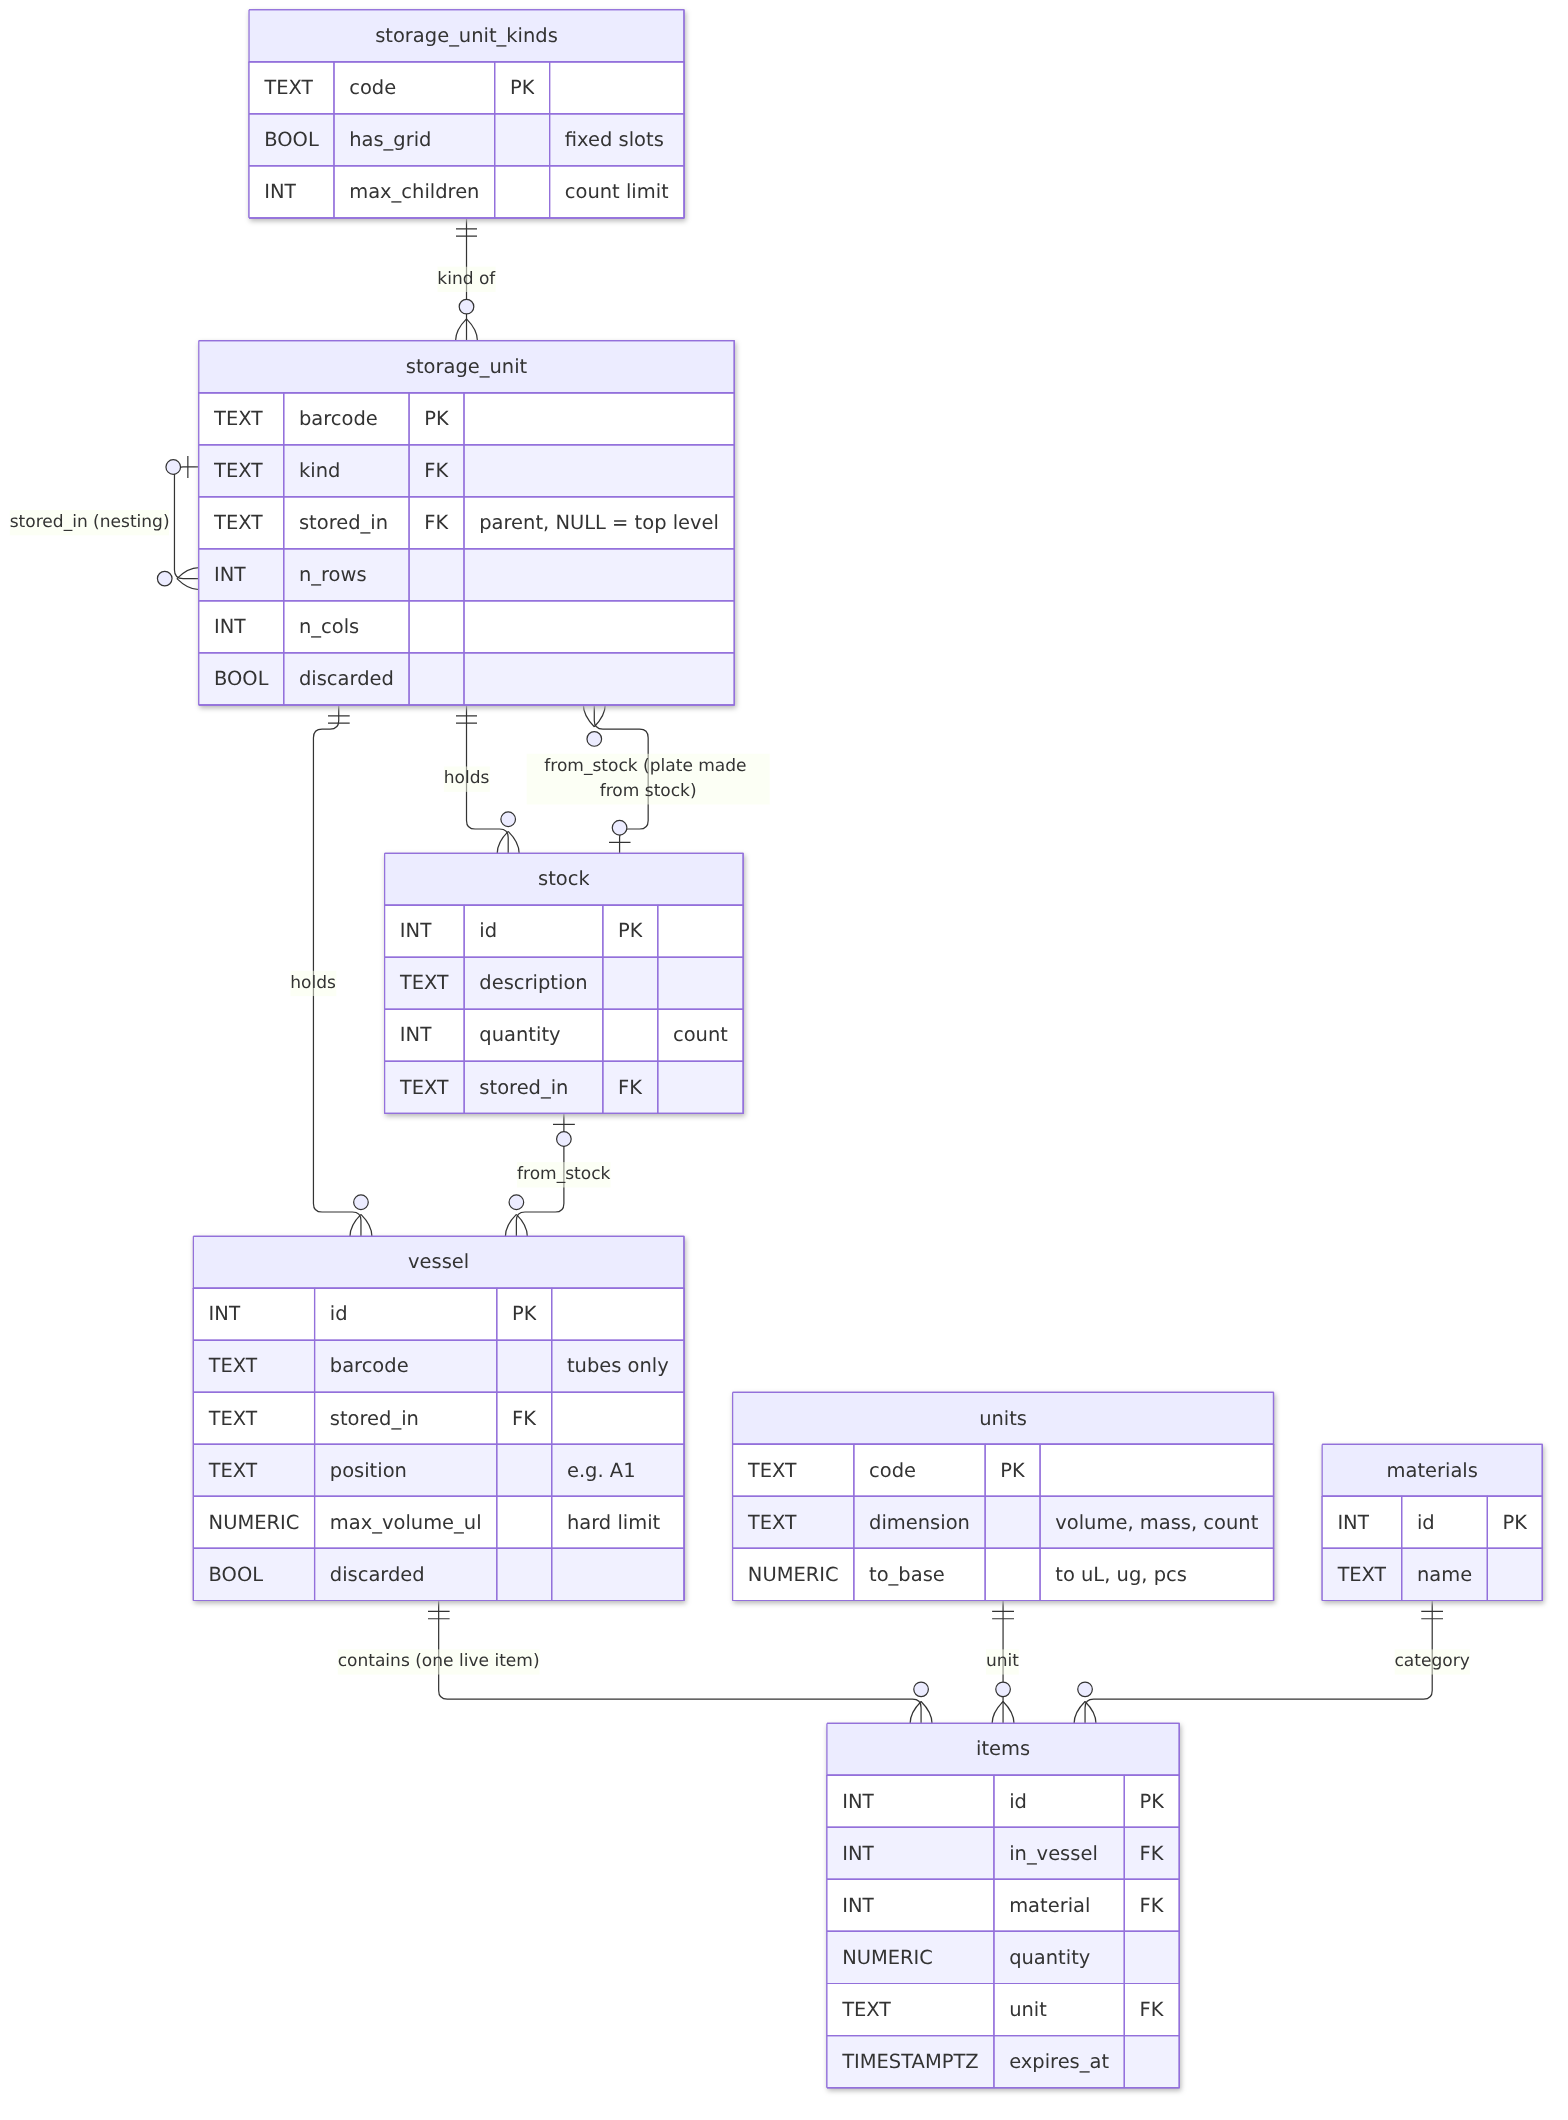 storage_unit_kinds
TEXT code PK
BOOL has_grid fixed slots
INT max_children count limit
kind of
storage_unit
TEXT barcode PK
TEXT kind FK
TEXT stored_in FK parent, NULL = top level
INT n_rows
INT n_cols
BOOL discarded
stored_in (nesting)
holds
from_stock (plate made
from stock)
stock
INT id PK
TEXT description
INT quantity count
TEXT stored_in FK
holds
from_stock
vessel
INT id PK
TEXT barcode tubes only
TEXT stored_in FK
TEXT position e.g. A1
NUMERIC max_volume_ul hard limit
BOOL discarded
units
TEXT code PK
TEXT dimension volume, mass, count
NUMERIC to_base to uL, ug, pcs
materials
INT id PK
TEXT name
contains (one live item)
unit
category
items
INT id PK
INT in_vessel FK
INT material FK
NUMERIC quantity
TEXT unit FK
TIMESTAMPTZ expires_at